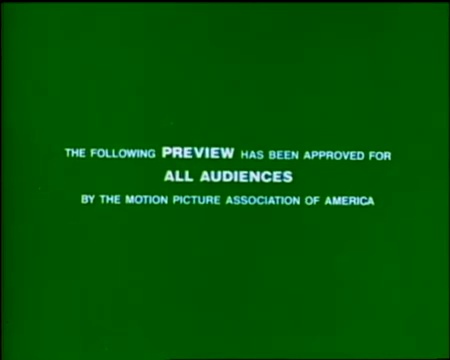 THE FOLLOWING PREVIEW HAS BEEN APPROVED FOR
ALL AUDIENCES
BY THE MOTION PICTURE ASSOCIATION OF AMERICA